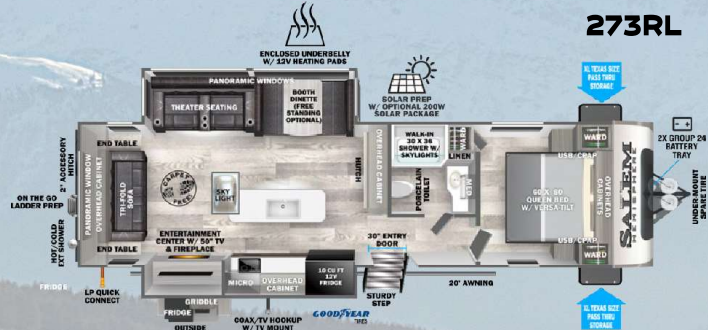 273RL
ENCLOSED UNDERBELLY
W/ 12V HEATING PADS
XL TEXAS SIZE
PASS THRU
STORAGE
PANORAMIC WINDOWS
THEATER SEATING
BOOTH
DINETTE
(FREE
STANDING
OPTIONAL)
SOLAR PREP
W/ OPTIONAL 200W
SOLAR PACKAGE
2X GROUP 24
BATTERY
TRAY
WARD
WALK-IN
30 X 36
SHOWER W/
SKYLIGHTS
WARD
LINEN
USB/CPAP
END TABLE
2" ACCESSORY
HITCH
PANORAMIC WINDOW
OVERHEAD CABINET
TRI-FOLD
SOFA
CARPET
FREE
SKY
LIGHT
HUTCH
OVERHEAD CABINET
PORCELAIN
TOILET
MED
60 X 80
QUEEN BED
W/ VERSA TILT
OVERHEAD
CABINETS
SALEM
HEMISPHERE
UNDER-MOUNT
SPARE TIRE
ON THE GO
LADDER PREP
HOT/COLD
EXT SHOWER
END TABLE
ENTERTAINMENT
CENTER W/ 50" TV
& FIREPLACE
30" ENTRY
DOOR
USB/CPAP
WARD
MICRO
OVERHEAD
CABINET
10 CU FT
12V
FRIDGE
20' AWNING
FRIDGE
LP QUICK
CONNECT
STURDY
STEP
GRIDDLE
FRIDGE
OUTSIDE
COAX/TV HOOKUP
W/ TV MOUNT
GOODYEAR
TIRES
XL TEXAS SIZE
PASS THRU
STORAGE